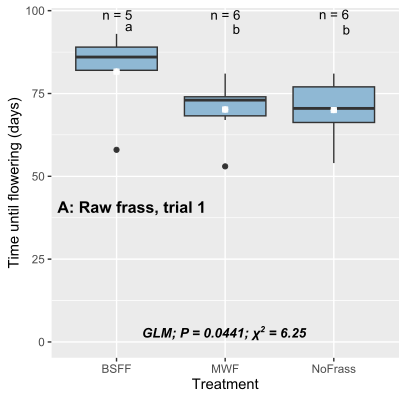 n = 5 n = 6 n = 6
a b b
100
75
50
25
0
Time until flowering (days)
A: Raw frass, trial 1
GLM; P = 0.0441; χ² = 6.25
BSFF MWF NoFrass
Treatment